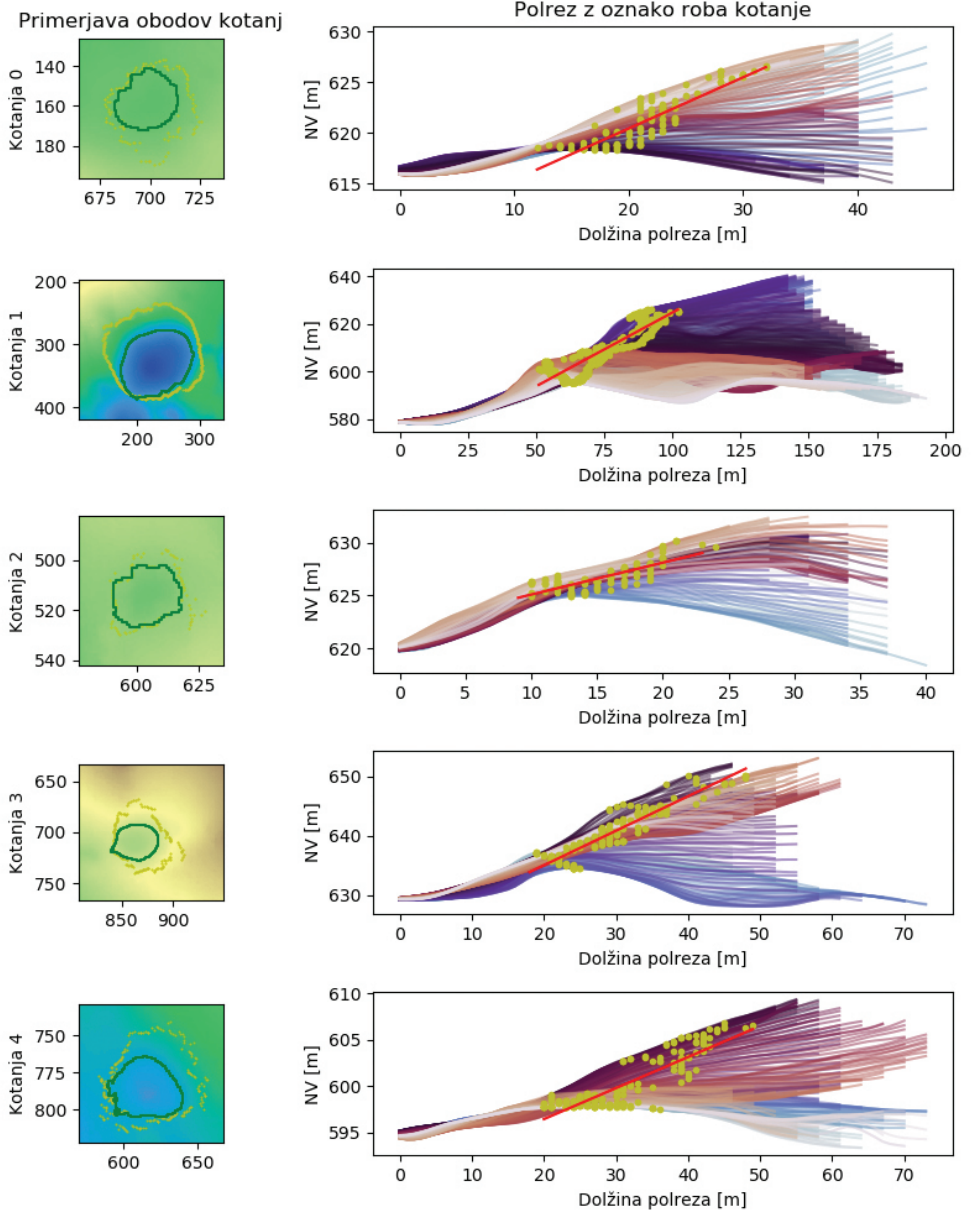 Primerjava obodov kotanj
Polrez z oznako roba kotanje
Kotanja 0
140
160
180
675 700 725
NV [m]
630
625
620
615
0 10 20 30 40
Dolžina polreza [m]
Kotanja 1
200
300
400
200 300
NV [m]
640
620
600
580
0 25 50 75 100 125 150 175 200
Dolžina polreza [m]
Kotanja 2
500
520
540
600 625
NV [m]
630
625
620
0 5 10 15 20 25 30 35 40
Dolžina polreza [m]
Kotanja 3
650
700
750
850 900
NV [m]
650
640
630
0 10 20 30 40 50 60 70
Dolžina polreza [m]
Kotanja 4
750
775
800
600 650
NV [m]
610
605
600
595
0 10 20 30 40 50 60 70
Dolžina polreza [m]